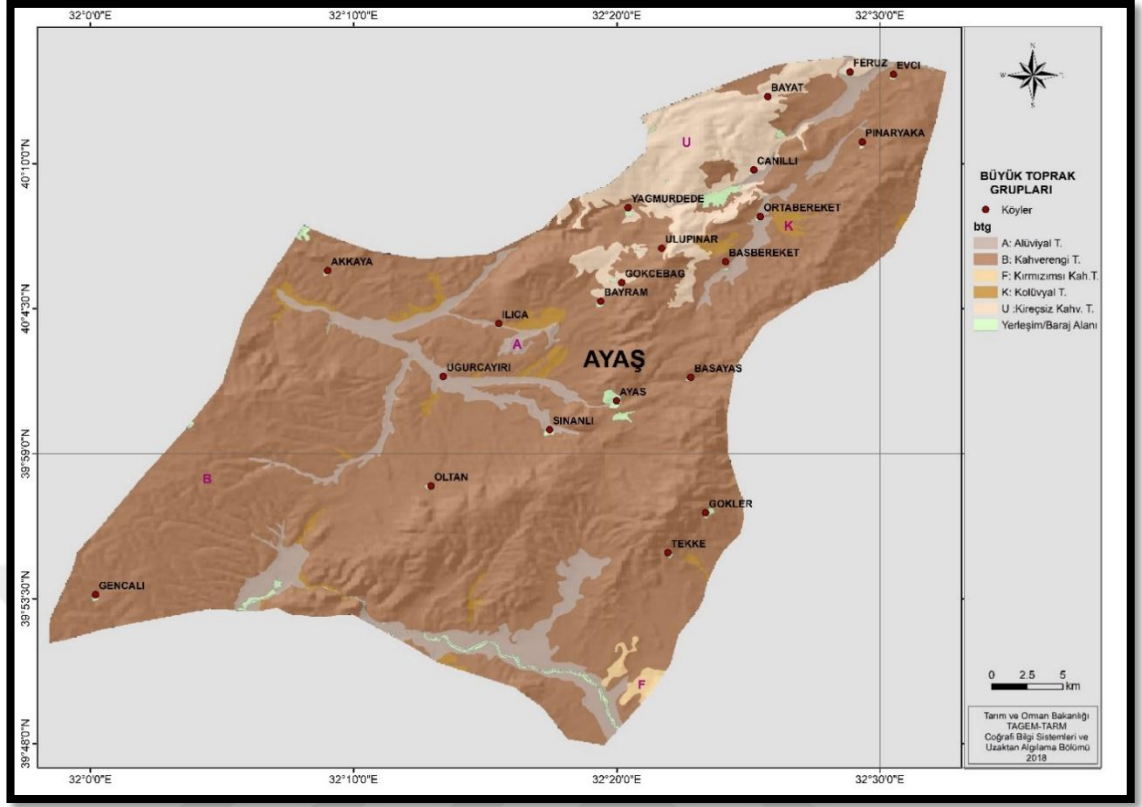 32°0'0"E
32°10'0"E
32°20'0"E
32°30'0"E
40°10'0"N
40°4'30"N
39°59'0"N
39°53'30"N
39°48'0"N
FERUZ
EVCI
BAYAT
PINARYAKA
U
CANILLI
YAGMURDEDE
ORTABEREKET
K
ULUPINAR
BASBEREKET
AKKAYA
GOKCEBAG
BAYRAM
ILICA
A
AYAŞ
UGURCAYIRI
BASAYAS
AYAS
SINANLI
B
OLTAN
GOKLER
TEKKE
GENCALI
F
32°0'0"E
32°10'0"E
32°20'0"E
32°30'0"E
N
W
E
S
BÜYÜK TOPRAK
GRUPLARI
Köyler
btg
A: Alüviyal T.
B: Kahverengi T.
F: Kırmızımsı Kah.T.
K: Kolüvyal T.
U :Kireçsiz Kahv. T.
Yerleşim/Baraj Alanı
0 2.5 5
km
Tarım ve Orman Bakanlığı
TAGEM-TARM
Coğrafi Bilgi Sistemleri ve
Uzaktan Algılama Bölümü
2018